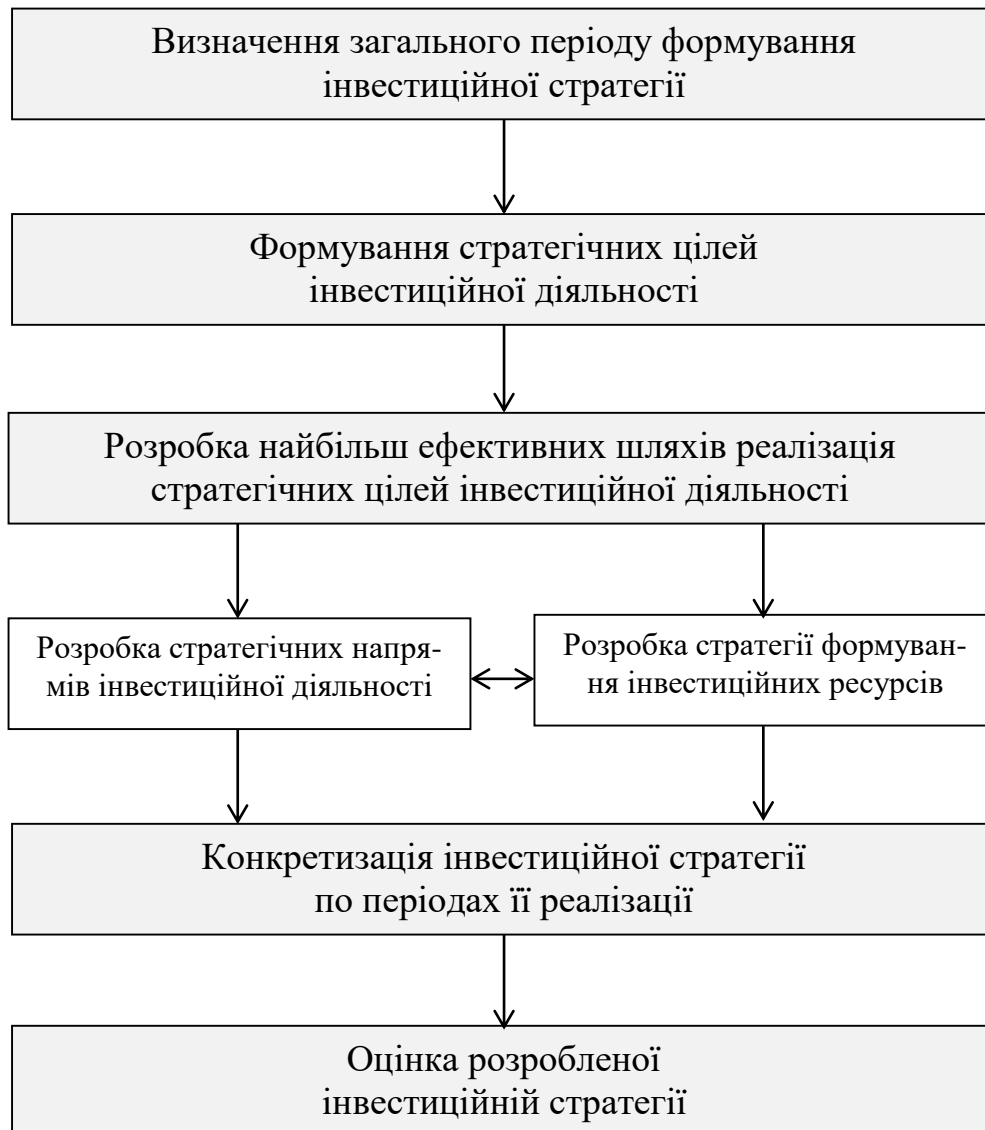 Визначення загального періоду формування
інвестиційної стратегії
Формування стратегічних цілей
інвестиційної діяльності
Розробка найбільш ефективних шляхів реалізація
стратегічних цілей інвестиційної діяльності
Розробка стратегічних напря-
мів інвестиційної діяльності
Розробка стратегії формуван-
ня інвестиційних ресурсів
Конкретизація інвестиційної стратегії
по періодах її реалізації
Оцінка розробленої
інвестиційній стратегії